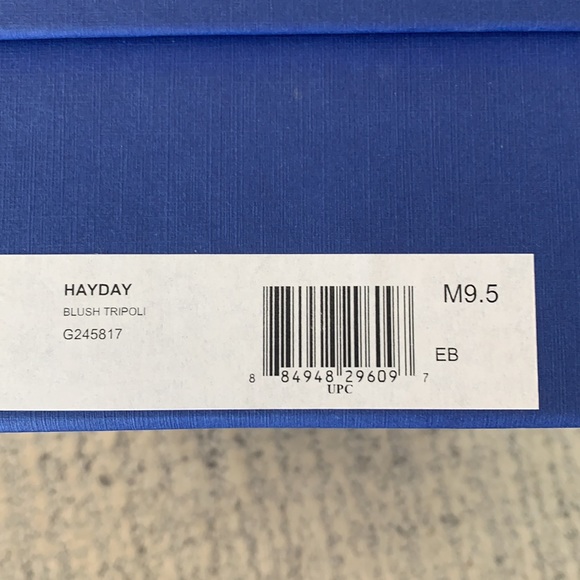 HAYDAY
BLUSH TRIPOLI
G245817
8 84948 29609 7
UPC
M9.5
EB